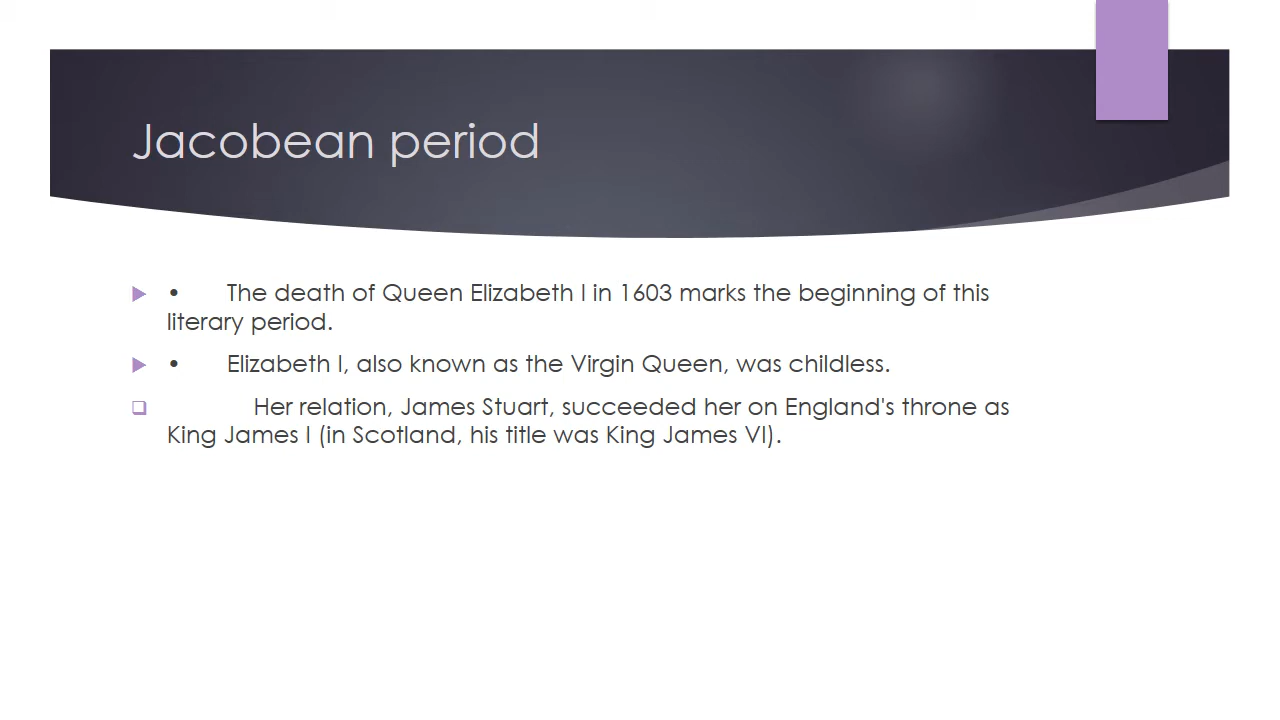 Jacobean period
• The death of Queen Elizabeth I in 1603 marks the beginning of this
literary period.
• Elizabeth I, also known as the Virgin Queen, was childless.
Her relation, James Stuart, succeeded her on England's throne as
King James I (in Scotland, his title was King James VI).